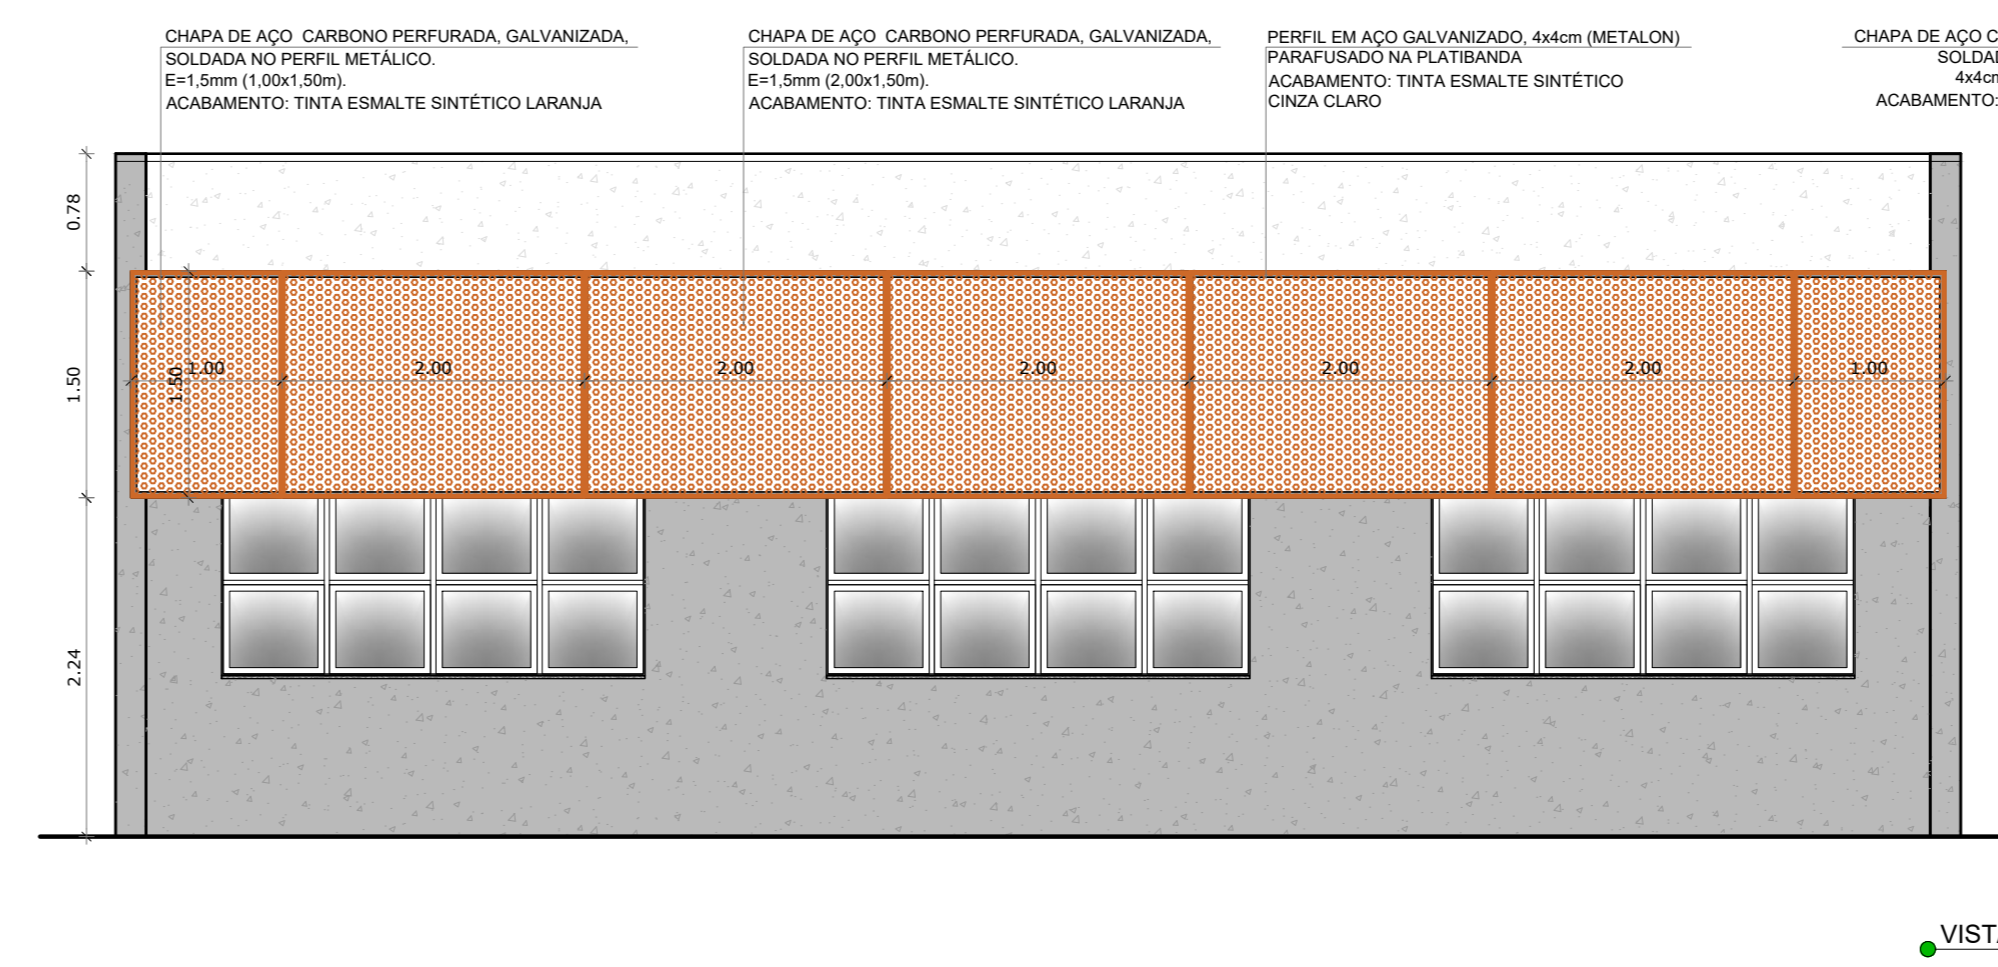 CHAPA DE AÇO CARBONO PERFURADA, GALVANIZADA,
SOLDADA NO PERFIL METÁLICO.
E=1,5mm (1,00x1,50m).
ACABAMENTO: TINTA ESMALTE SINTÉTICO LARANJA
CHAPA DE AÇO CARBONO PERFURADA, GALVANIZADA,
SOLDADA NO PERFIL METÁLICO.
E=1,5mm (2,00x1,50m).
ACABAMENTO: TINTA ESMALTE SINTÉTICO LARANJA
PERFIL EM AÇO GALVANIZADO, 4x4cm (METALON)
PARAFUSADO NA PLATIBANDA
ACABAMENTO: TINTA ESMALTE SINTÉTICO
CINZA CLARO
CHAPA DE AÇO C
SOLDAD
4x4cm
ACABAMENTO:
0.78
1.50
2.24
1.50
1.00
2.00
2.00
2.00
2.00
2.00
1.00
VISTA